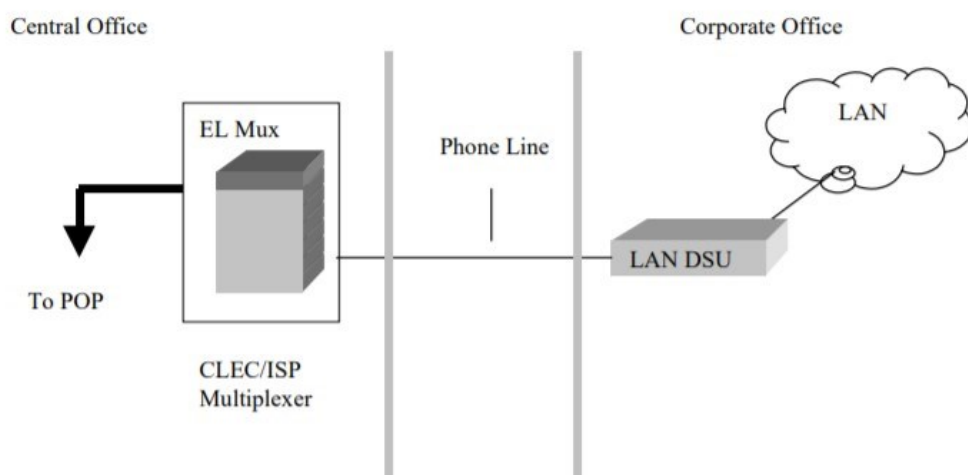 Central Office
Corporate Office
EL Mux
Phone Line
LAN
LAN DSU
To POP
CLEC/ISP
Multiplexer